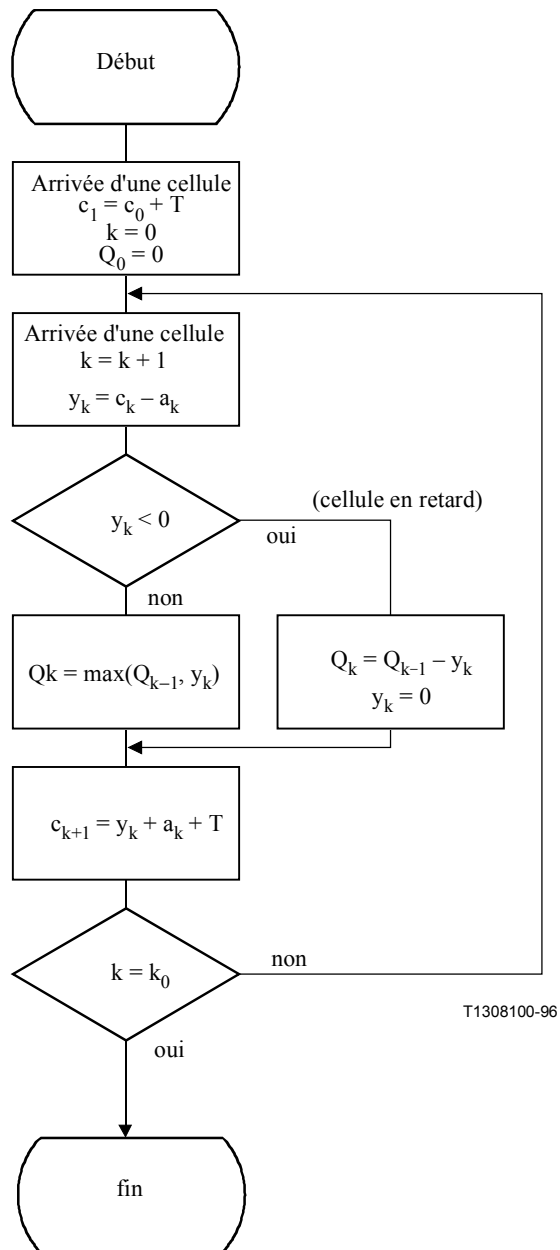 Début
Arrivée d'une cellule
c1 = c0 + T
k = 0
Q0 = 0
Arrivée d'une cellule
k = k + 1
yk = ck – ak
yk < 0
(cellule en retard)
oui
non
Qk = max(Qk–1, yk)
Qk = Qk–1 – yk
yk = 0
ck+1 = yk + ak + T
k = k0
non
T1308100-96
oui
fin